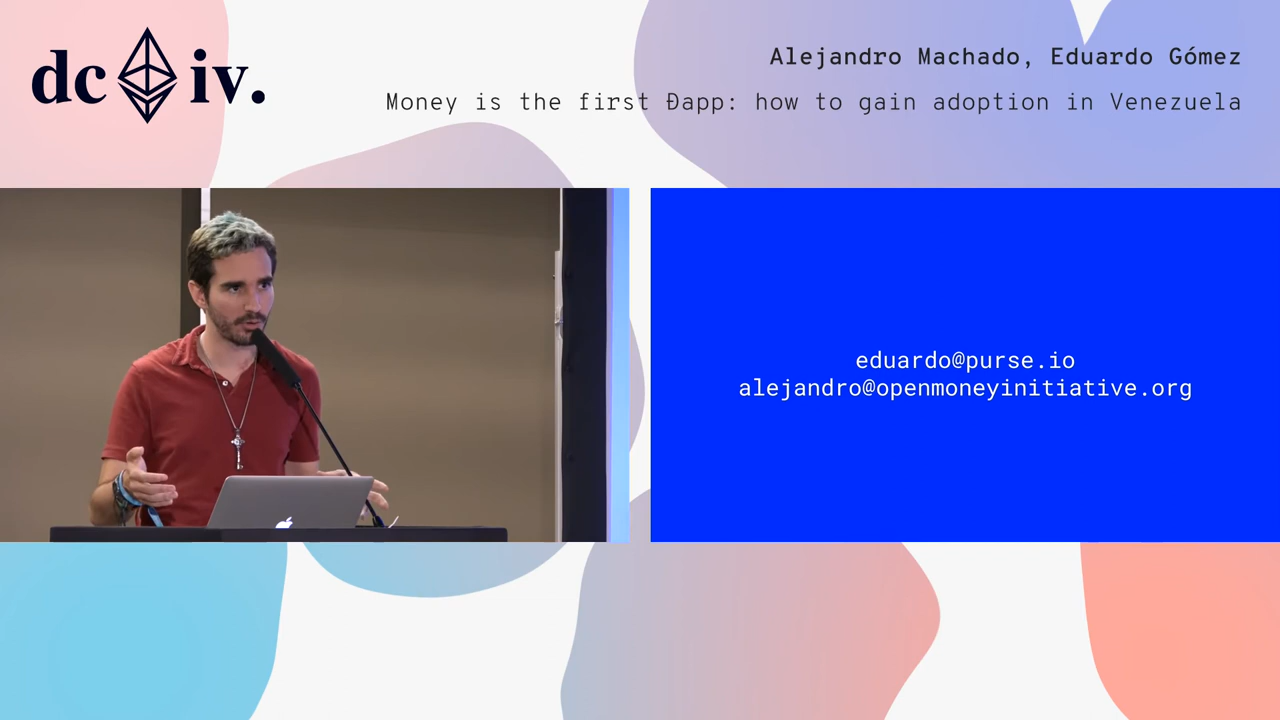 dc iv.
Alejandro Machado, Eduardo Gómez
Money is the first Ðapp: how to gain adoption in Venezuela
eduardo@purse.io
alejandro@openmoneyinitiative.org